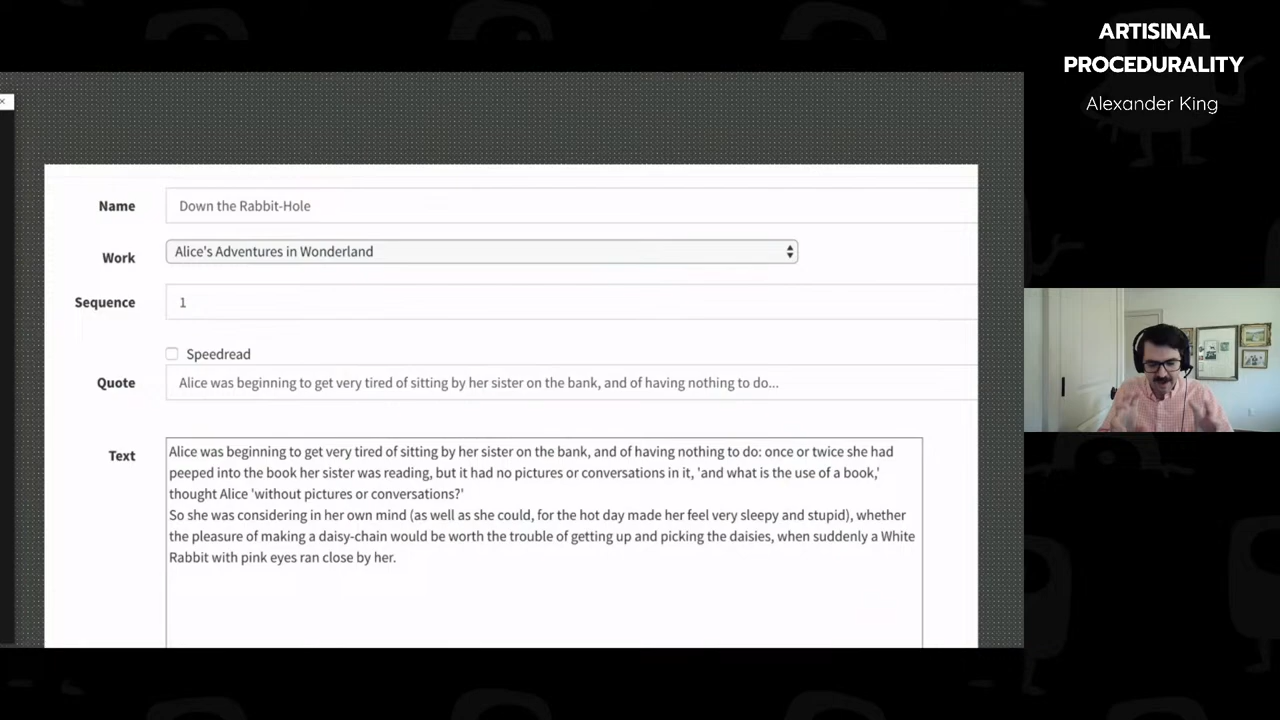 ARTISINAL
PROCEDURALITY
Alexander King
Name
Down the Rabbit-Hole
Work
Alice's Adventures in Wonderland
Sequence
1
Speedread
Quote
Alice was beginning to get very tired of sitting by her sister on the bank, and of having nothing to do...
Text
Alice was beginning to get very tired of sitting by her sister on the bank, and of having nothing to do: once or twice she had
peeped into the book her sister was reading, but it had no pictures or conversations in it, 'and what is the use of a book,'
thought Alice 'without pictures or conversations?'
So she was considering in her own mind (as well as she could, for the hot day made her feel very sleepy and stupid), whether
the pleasure of making a daisy-chain would be worth the trouble of getting up and picking the daisies, when suddenly a White
Rabbit with pink eyes ran close by her.